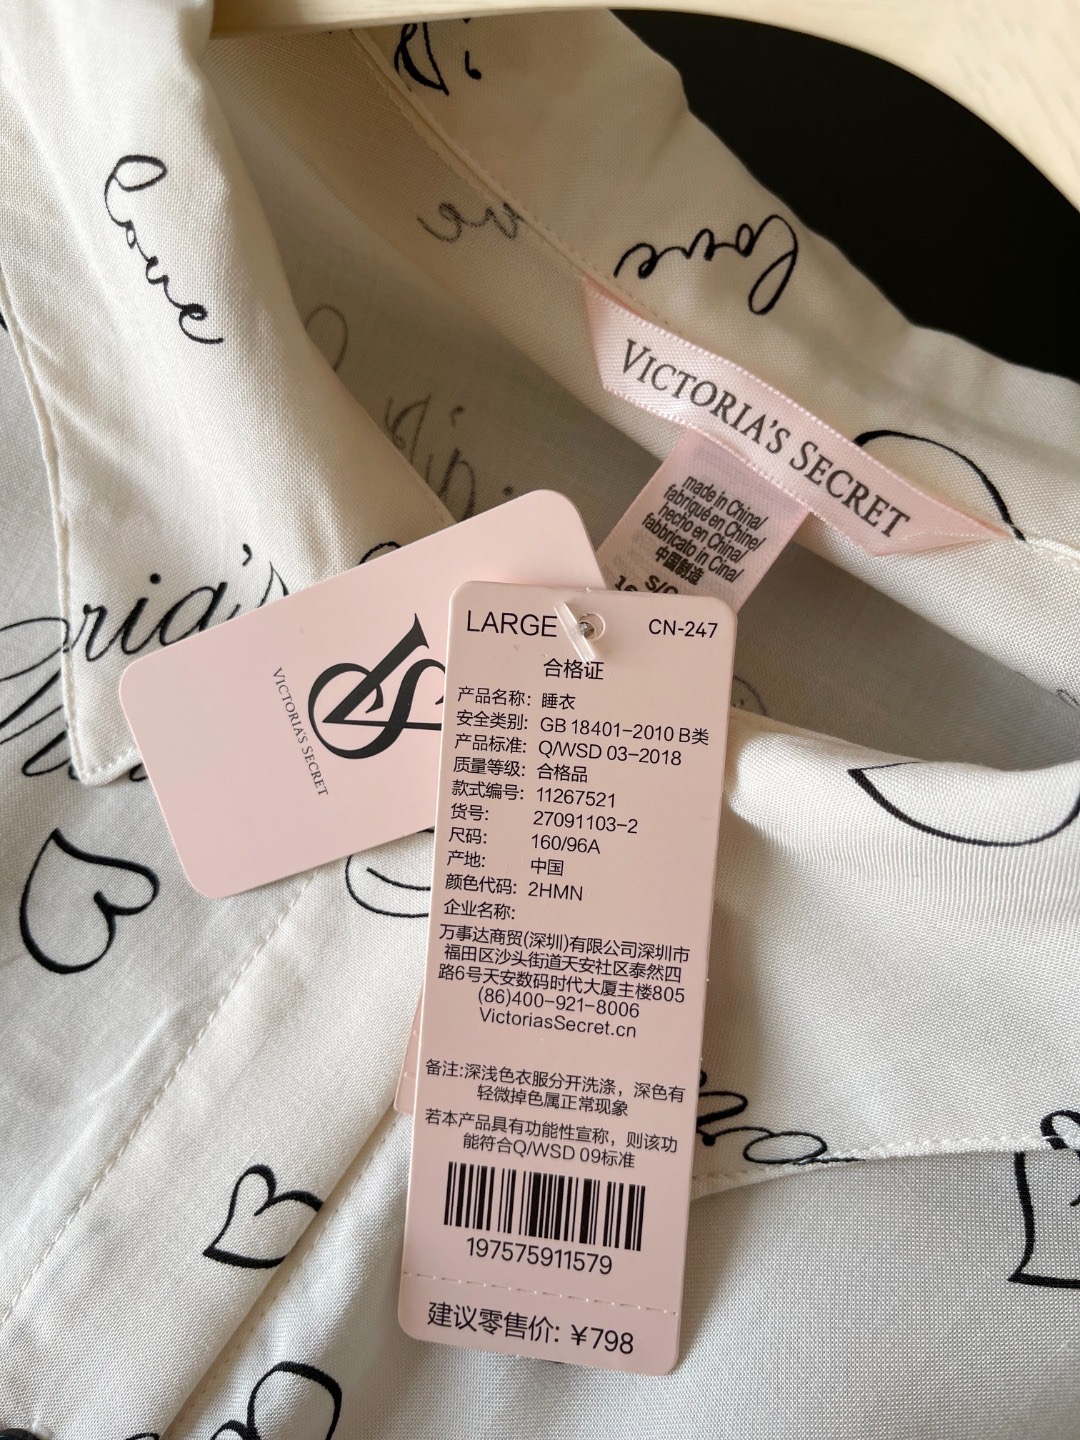 love
love
VICTORIA'S SECRET
made in China/
fabriqué en Chine/
hecho en China/
fabbricato in Cina/
中国制造
VS
VICTORIA'S SECRET
LARGE CN-247
合格证
产品名称: 睡衣
安全类别: GB 18401-2010 B类
产品标准: Q/WSD 03-2018
质量等级: 合格品
款式编号: 11267521
货号: 27091103-2
尺码: 160/96A
产地: 中国
颜色代码: 2HMN
企业名称:
万事达商贸(深圳)有限公司深圳市
福田区沙头街道天安社区泰然四
路6号天安数码时代大厦主楼805
(86)400-921-8006
VictoriasSecret.cn
备注:深浅色衣服分开洗涤，深色有
轻微掉色属正常现象
若本产品具有功能性宣称，则该功
能符合Q/WSD 09标准
197575911579
建议零售价: ¥798